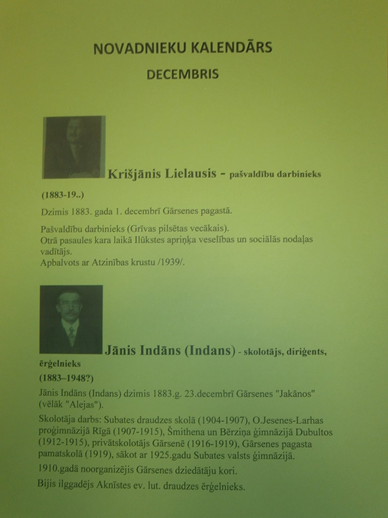 NOVADNIEKU KALENDĀRS
DECEMBRIS
Krišjānis Lielausis - pašvaldību darbinieks
(1883-19..)
Dzimis 1883. gada 1. decembrī Gārsenes pagastā.
Pašvaldību darbinieks (Grīvas pilsētas vecākais).
Otrā pasaules kara laikā Ilūkstes apriņķa veselības un sociālās nodaļas
vadītājs.
Apbalvots ar Atzinības krustu /1939/.
Jānis Indāns (Indans) - skolotājs, diriģents,
ērģelnieks
(1883–1948?)
Jānis Indāns (Indans) dzimis 1883.g. 23.decembrī Gārsenes "Jakānos"
(vēlāk "Alejas").
Skolotāja darbs: Subates draudzes skolā (1904-1907), O.Jesenes-Larhas
proģimnāzijā Rīgā (1907-1915), Šmithena un Bērziņa ģimnāzijā Dubultos
(1912-1915), privātskolotājs Gārsenē (1916-1919), Gārsenes pagasta
pamatskolā (1919), sākot ar 1925.gadu Subates valsts ģimnāzijā.
1910.gadā noorganizējis Gārsenes dziedātāju kori.
Bijis ilggadējs Aknīstes ev. lut. draudzes ērģelnieks.